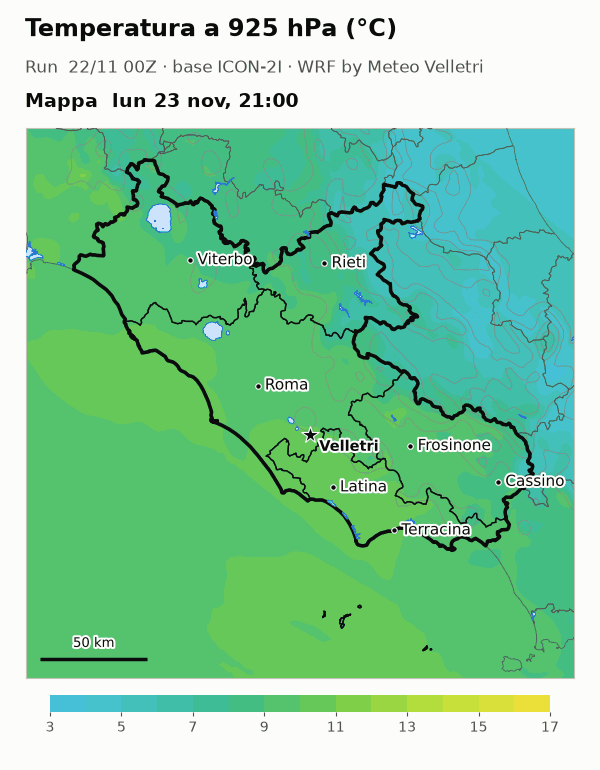 Temperatura a 925 hPa (°C)
Run  22/11 00Z · base ICON-2I · WRF by Meteo Velletri
Mappa  lun 23 nov, 21:00
Viterbo
Rieti
Roma
Velletri
Frosinone
Cassino
Latina
Terracina
50 km
3 5 7 9 11 13 15 17